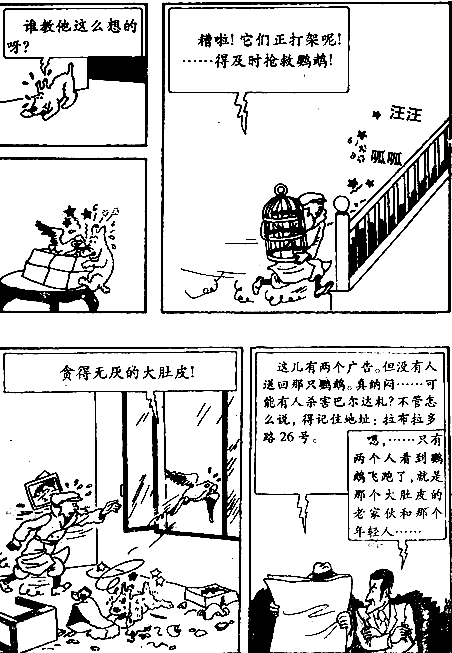 谁教他这么想的
呀？
糟啦！它们正打架呢！
……得及时抢救鹦鹉！
汪汪
呱呱
贪得无厌的大肚皮！
这儿有两个广告。但没有人
送回那只鹦鹉。真纳闷……可
能有人杀害巴尔达札？不管怎
么说，得记住地址：拉布拉多
路26号。
嗯，……只有
两个人看到鹦
鹉飞跑了，就是
那个大肚皮的
老家伙和那个
年轻人……